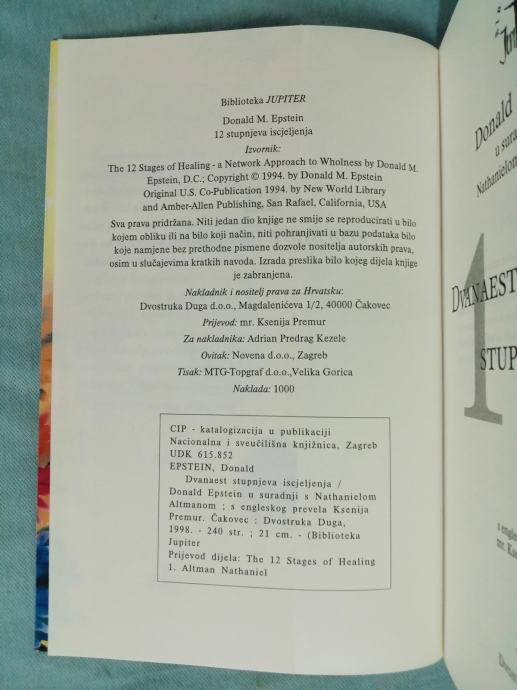 Biblioteka JUPITER
Donald M. Epstein
12 stupnjeva iscjeljenja
Izvornik:
The 12 Stages of Healing - a Network Approach to Wholness by Donald M.
Epstein, D.C.; Copyright © 1994. by Donald M. Epstein
Original U.S. Co-Publication 1994. by New World Library
and Amber-Allen Publishing, San Rafael, California, USA
Sva prava pridržana. Niti jedan dio knjige ne smije se reproducirati u bilo
kojem obliku ili na bilo koji način, niti pohranjivati u bazu podataka bilo
koje namjene bez prethodne pismene dozvole nositelja autorskih prava,
osim u slučajevima kratkih navoda. Izrada preslika bilo kojeg dijela knjige
je zabranjena.
Nakladnik i nositelj prava za Hrvatsku:
Dvostruka Duga d.o.o., Magdalenićeva 1/2, 40000 Čakovec
Prijevod: mr. Ksenija Premur
Za nakladnika: Adrian Predrag Kezele
Ovitak: Novena d.o.o., Zagreb
Tisak: MTG-Topgraf d.o.o.,Velika Gorica
Naklada: 1000
CIP - katalogizacija u publikaciji
Nacionalna i sveučilišna knjižnica, Zagreb
UDK 615.852
EPSTEIN, Donald
Dvanaest stupnjeva iscjeljenja /
Donald Epstein u suradnji s Nathanielom
Altmanom ; s engleskog prevela Ksenija
Premur. Čakovec : Dvostruka Duga,
1998. - 240 str. ; 21 cm. - (Biblioteka
Jupiter
Prijevod djela: The 12 Stages of Healing
1. Altman Nathaniel
Donald
u sura
Nathanielom
1
DVANAEST
STUP
s engle
mr. Ks